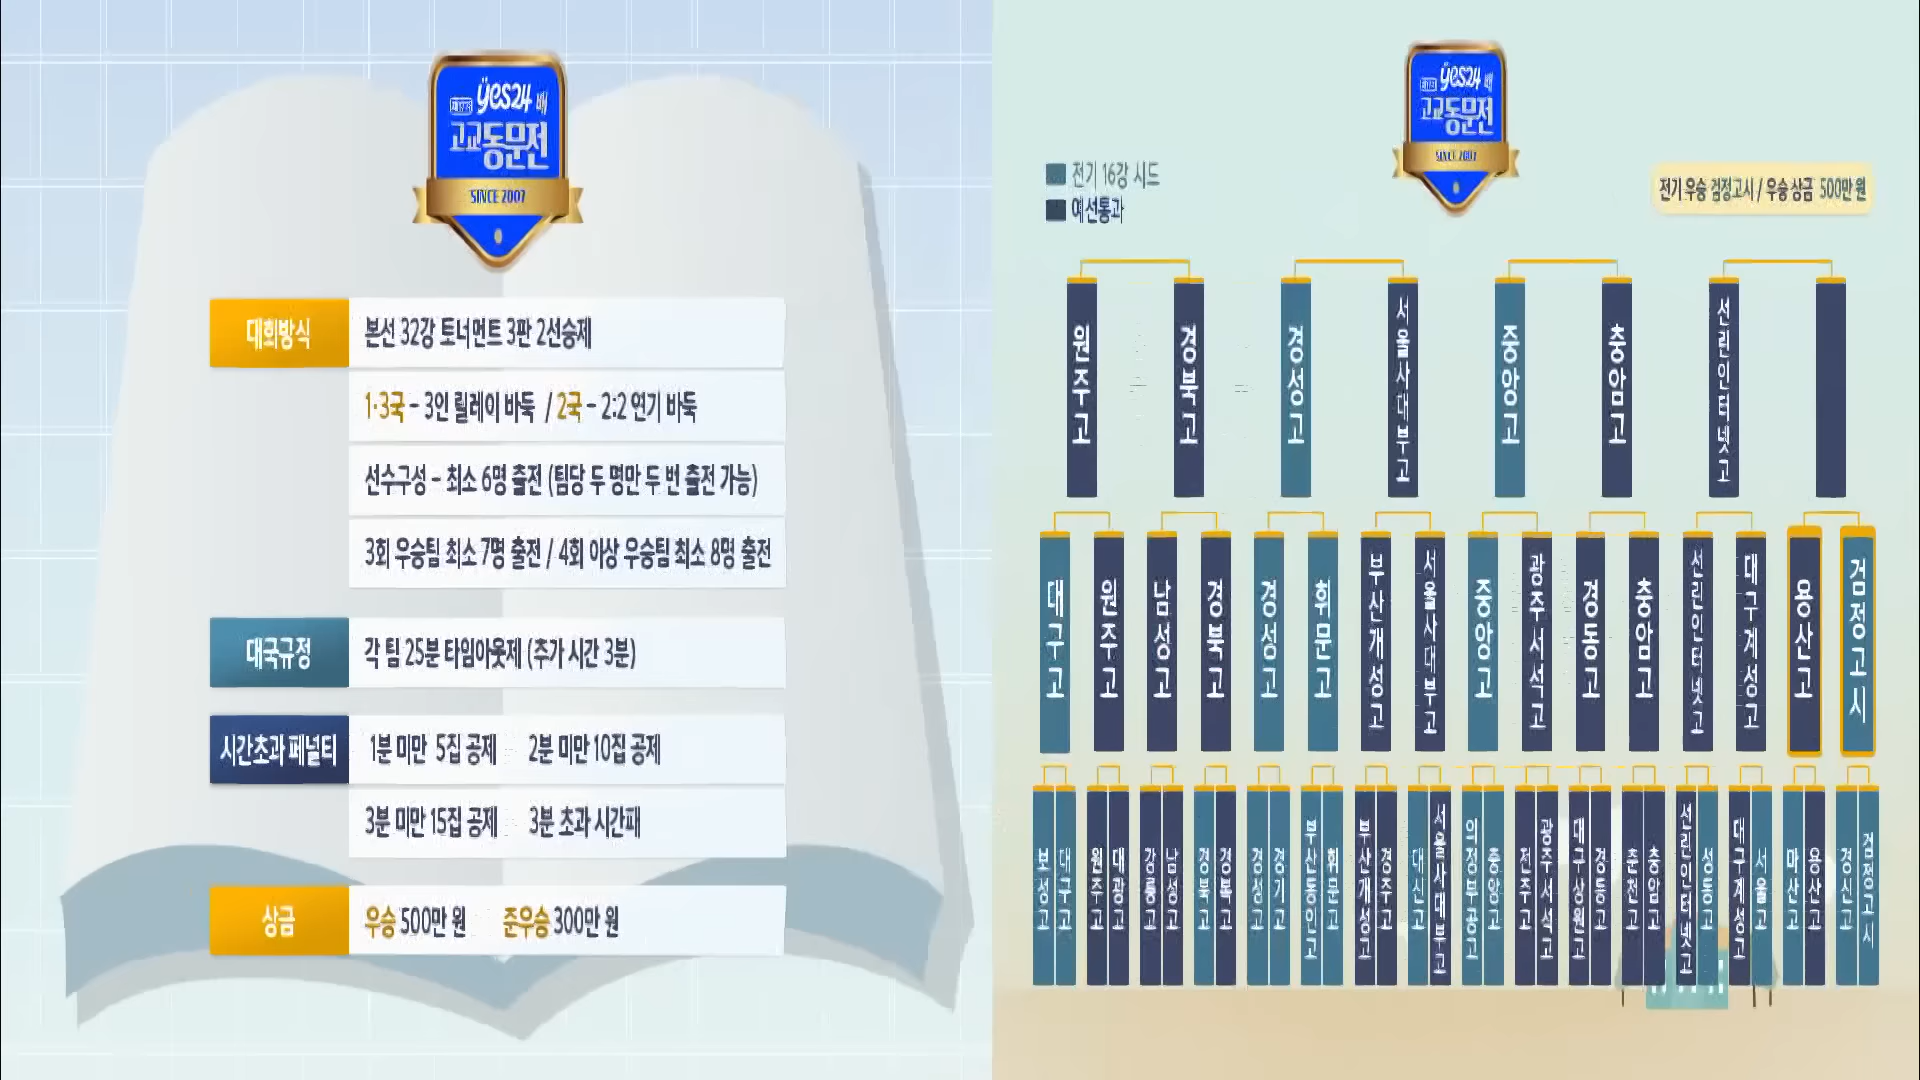 yes24배
고교동문전
SINCE 2007
대회방식
본선 32강 토너먼트 3판 2선승제
1·3국 - 3인 릴레이 바둑 / 2국 - 2:2 연기 바둑
선수구성 - 최소 6명 출전 (팀당 두 명만 두 번 출전 가능)
3회 우승팀 최소 7명 출전 / 4회 이상 우승팀 최소 8명 출전
대국규정
각 팀 25분 타임아웃제 (추가 시간 3분)
시간초과 페널티
1분 미만 5집 공제 2분 미만 10집 공제
3분 미만 15집 공제 3분 초과 시간패
상금
우승 500만 원 준우승 300만 원
yes24배
고교동문전
SINCE 2007
전기 16강 시드
예선통과
전기 우승 검정고시 / 우승 상금 500만 원
원주고
경북고
경성고
서울사대부고
중앙고
충암고
선린인터넷고
대구고
원주고
남성고
경북고
경성고
휘문고
부산개성고
서울사대부고
중앙고
광주서석고
경동고
충암고
선린인터넷고
대구계성고
용산고
검정고시
보성고
대구고
원주고
대광고
강릉고
남성고
경북고
경복고
경성고
경기고
부산동인고
휘문고
부산개성고
경주고
대신고
서울사대부고
의정부공고
중앙고
전주고
광주서석고
대구상원고
경동고
춘천고
충암고
선린인터넷고
성동고
대구계성고
서울고
마산고
용산고
경신고
검정고시